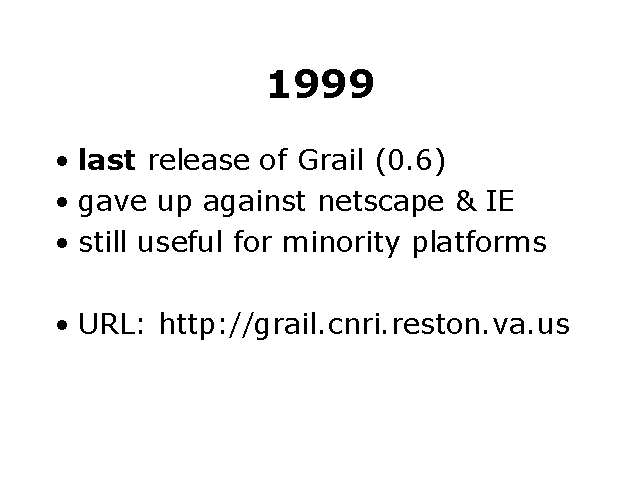 1999
• last release of Grail (0.6)
• gave up against netscape & IE
• still useful for minority platforms
• URL: http://grail.cnri.reston.va.us